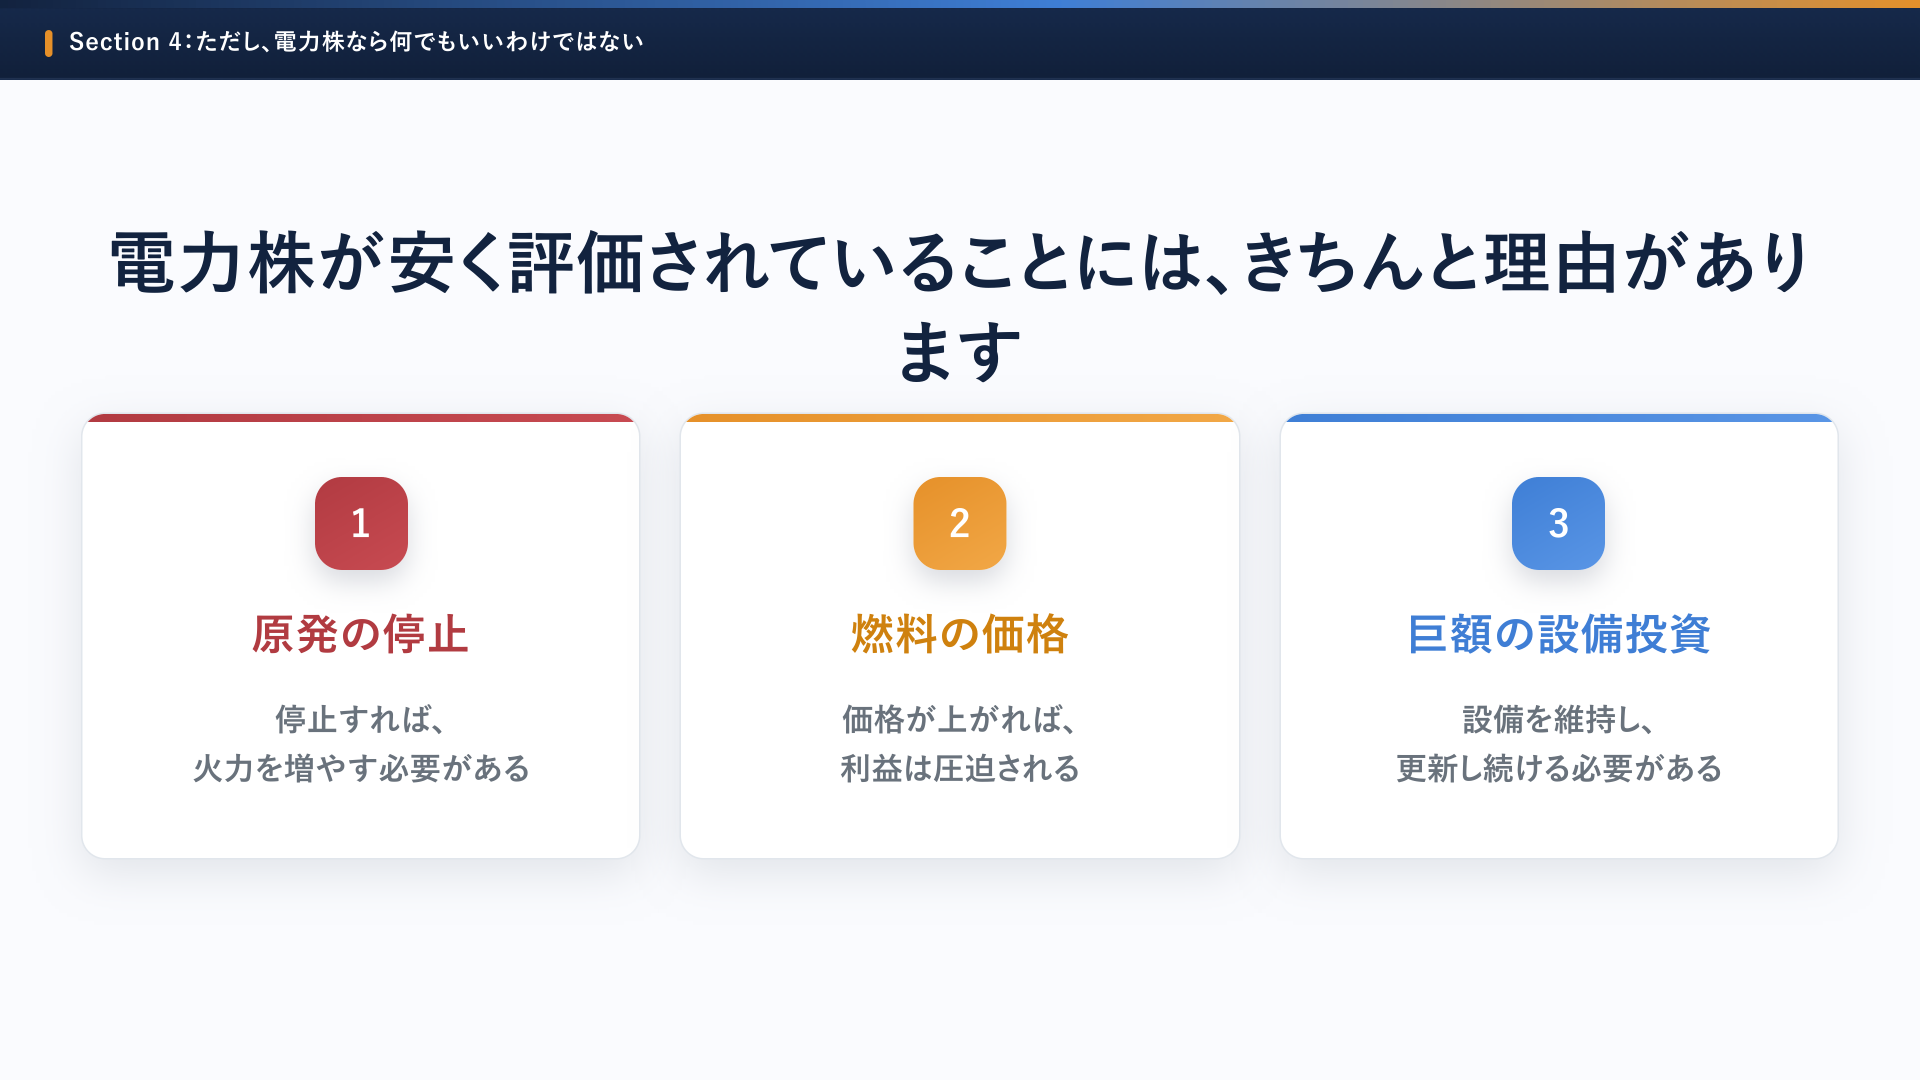 Section 4：ただし、電力株なら何でもいいわけではない
電力株が安く評価されていることには、きちんと理由があり
ます
1
原発の停止
停止すれば、
火力を増やす必要がある
2
燃料の価格
価格が上がれば、
利益は圧迫される
3
巨額の設備投資
設備を維持し、
更新し続ける必要がある